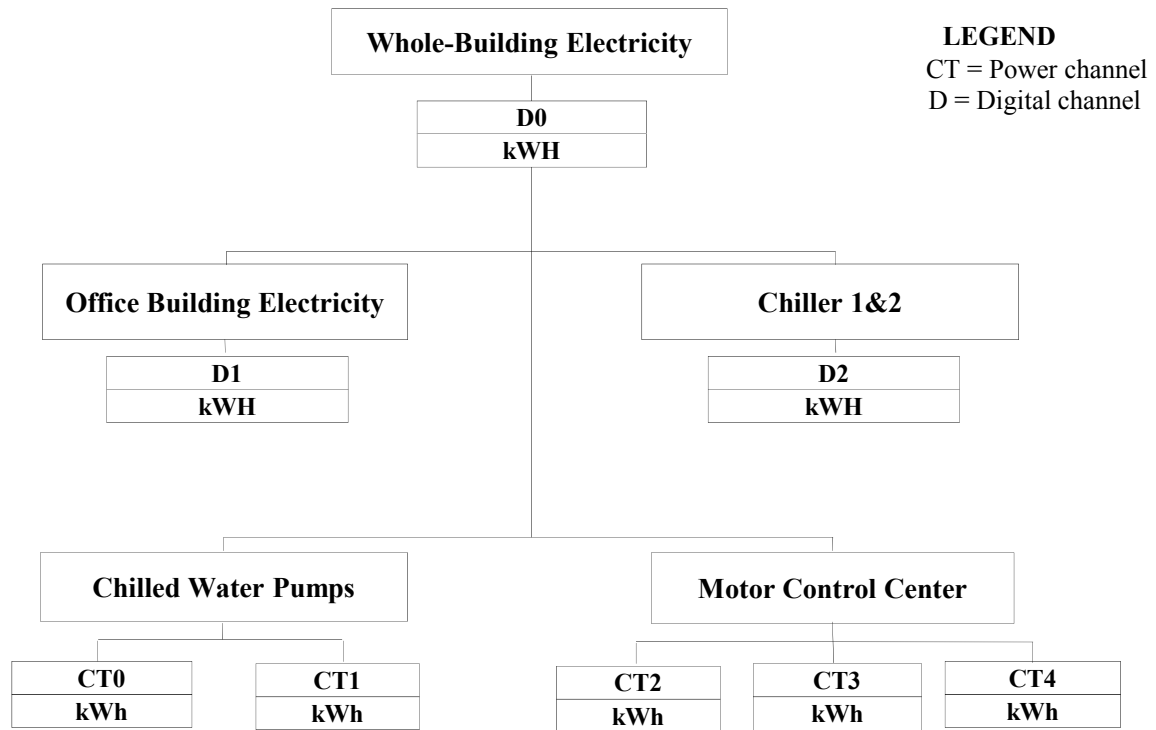 Whole-Building Electricity
LEGEND
CT = Power channel
D = Digital channel
D0
kWH
Office Building Electricity
Chiller 1&2
D1
kWH
D2
kWH
Chilled Water Pumps
Motor Control Center
CT0
kWh
CT1
kWh
CT2
kWh
CT3
kWh
CT4
kWh